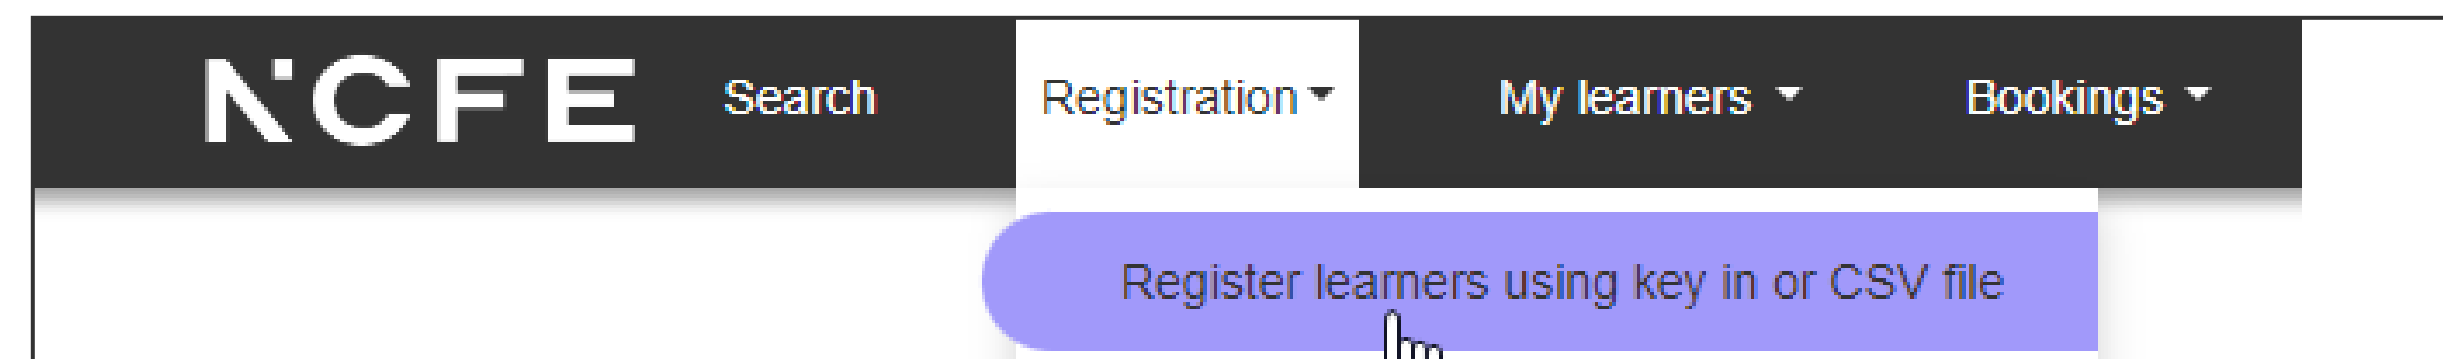 NCFE Search Registration My learners Bookings
Register learners using key in or CSV file